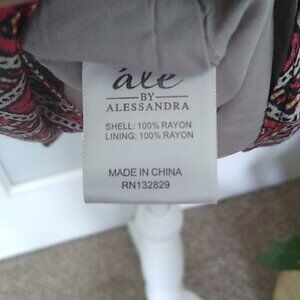 ále
BY
ALESSANDRA
SHELL: 100% RAYON
LINING: 100% RAYON
MADE IN CHINA
RN132829